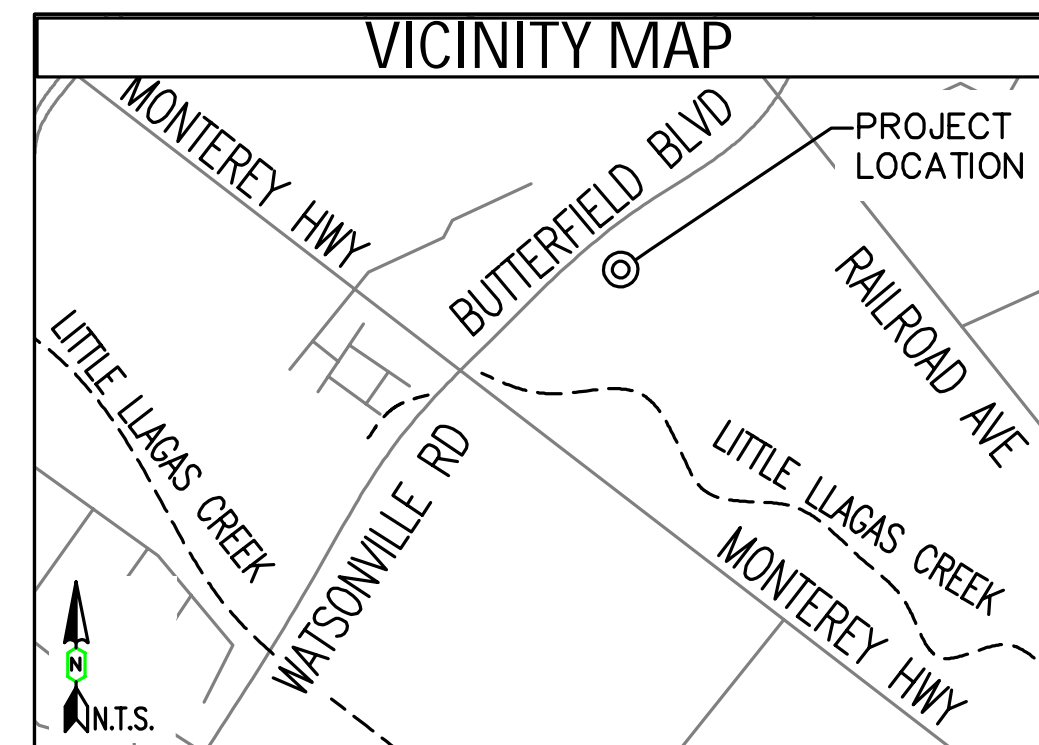 VICINITY MAP
MONTEREY HWY
BUTTERFIELD BLVD
PROJECT
LOCATION
RAILROAD AVE
LITTLE LLAGAS CREEK
WATSONVILLE RD
LITTLE LLAGAS CREEK
MONTEREY HWY
N
N.T.S.